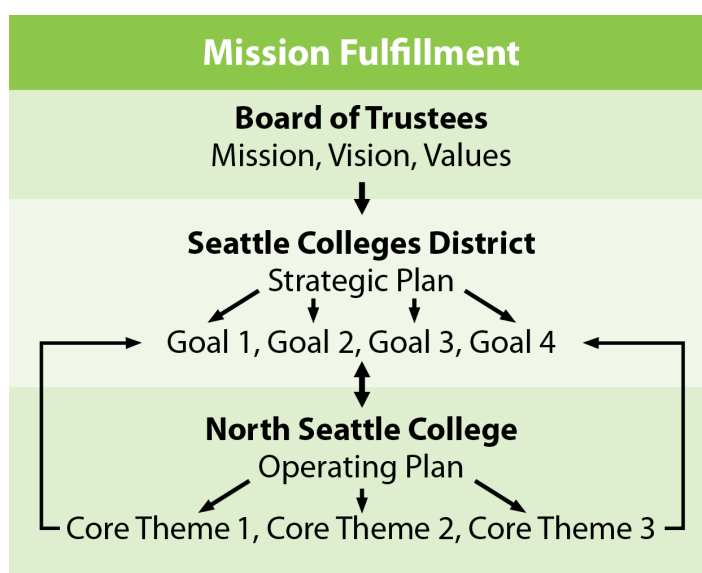 Mission Fulfillment
Board of Trustees
Mission, Vision, Values
Seattle Colleges District
Strategic Plan
Goal 1, Goal 2, Goal 3, Goal 4
North Seattle College
Operating Plan
Core Theme 1, Core Theme 2, Core Theme 3